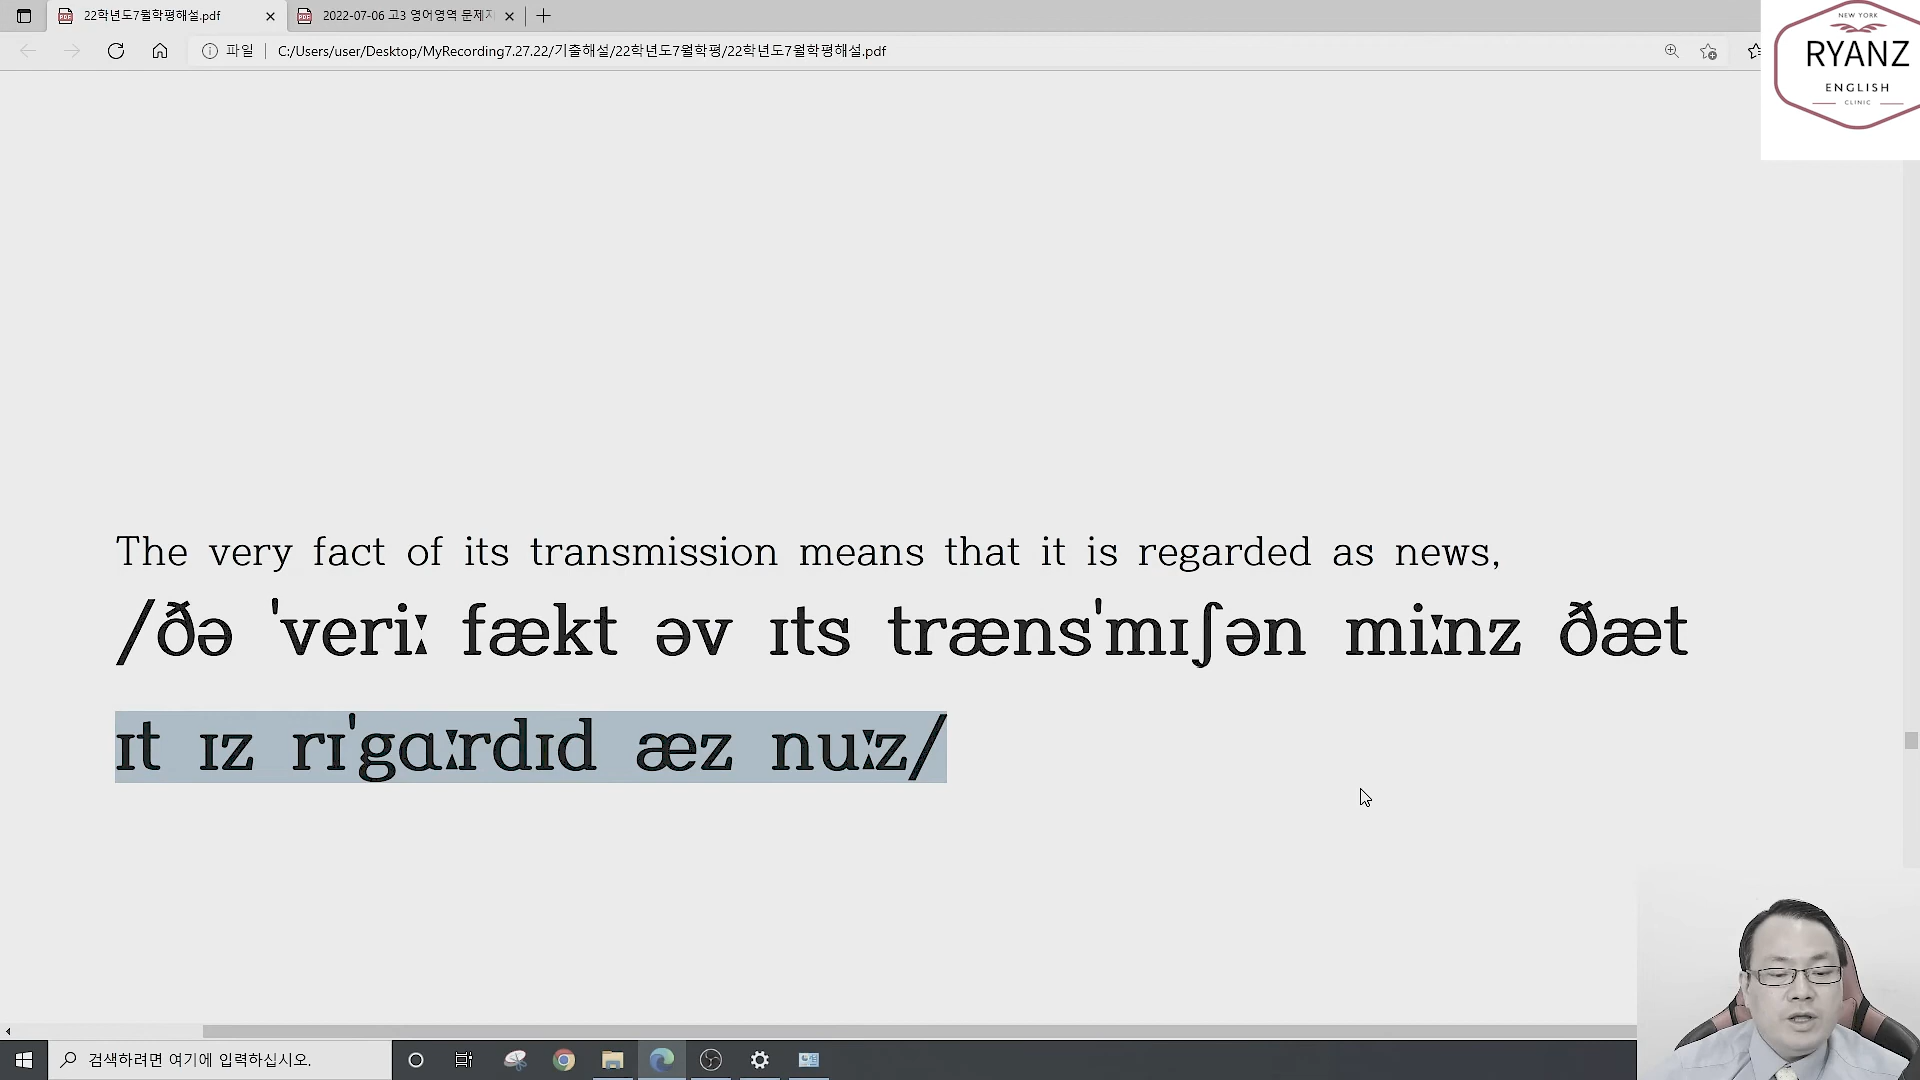 22학년도7월학평해설.pdf
2022-07-06 고3 영어영역 문제지
파일
C:/Users/user/Desktop/MyRecording7.27.22/기출해설/22학년도7월학평/22학년도7월학평해설.pdf
NEW YORK
RYANZ
ENGLISH
CLINIC
The very fact of its transmission means that it is regarded as news,
/ðə ˈveriː fækt əv ɪts trænsˈmɪʃən miːnz ðæt
ɪt ɪz rɪˈgɑːrdɪd æz nuːz/
검색하려면 여기에 입력하십시오.